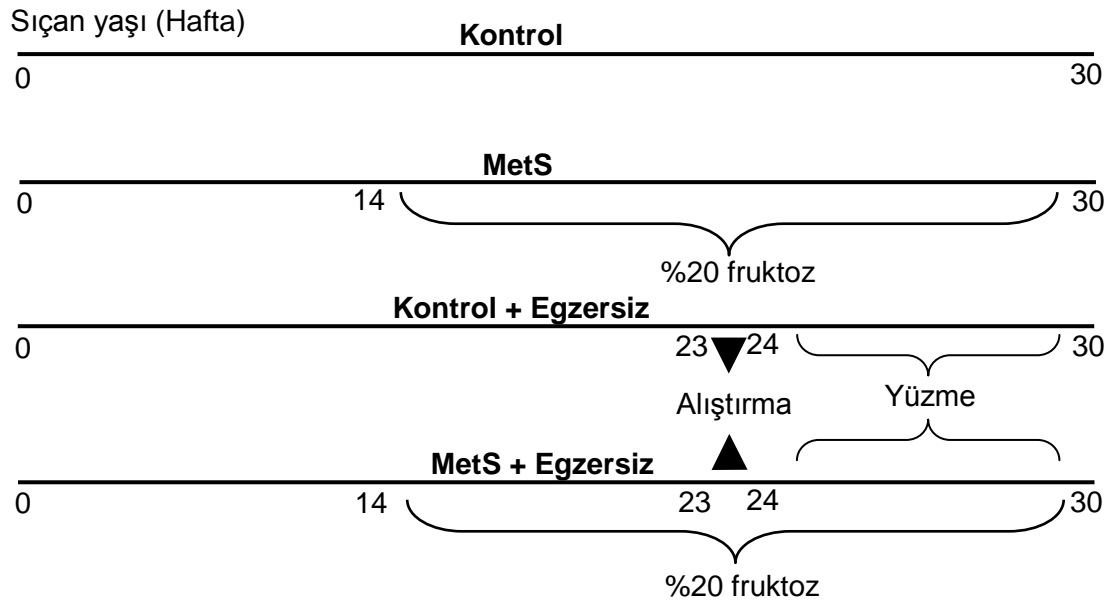 Sıçan yaşı (Hafta)
Kontrol
0 30
MetS
0 14 30
%20 fruktoz
Kontrol + Egzersiz
0 23 24 30
Alıştırma Yüzme
MetS + Egzersiz
0 14 23 24 30
%20 fruktoz